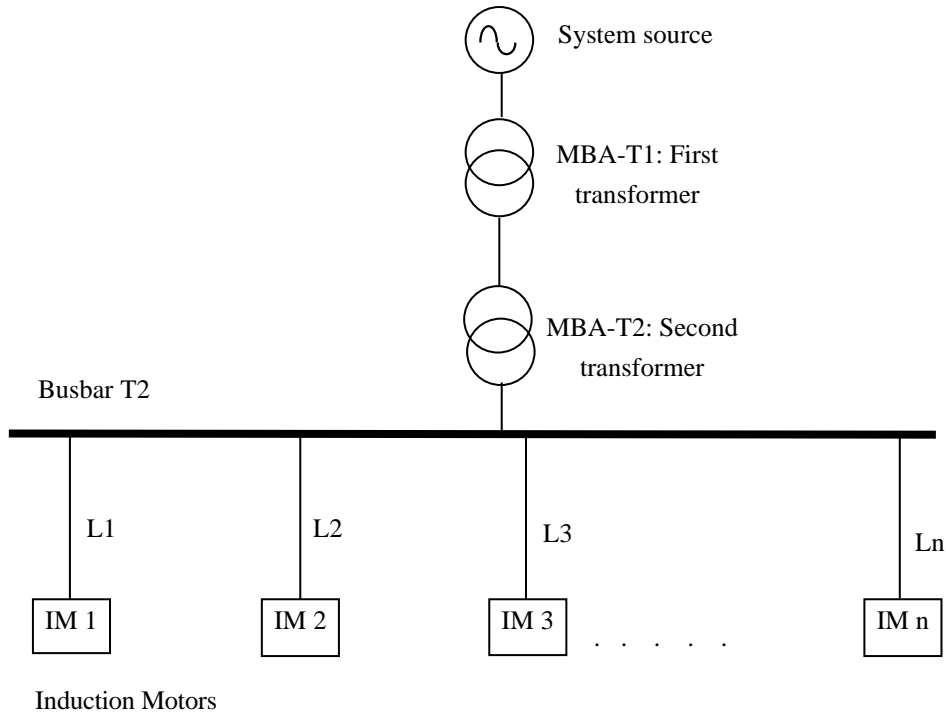 System source
MBA-T1: First
transformer
MBA-T2: Second
transformer
Busbar T2
L1
L2
L3
Ln
IM 1
IM 2
IM 3
. . . . .
IM n
Induction Motors